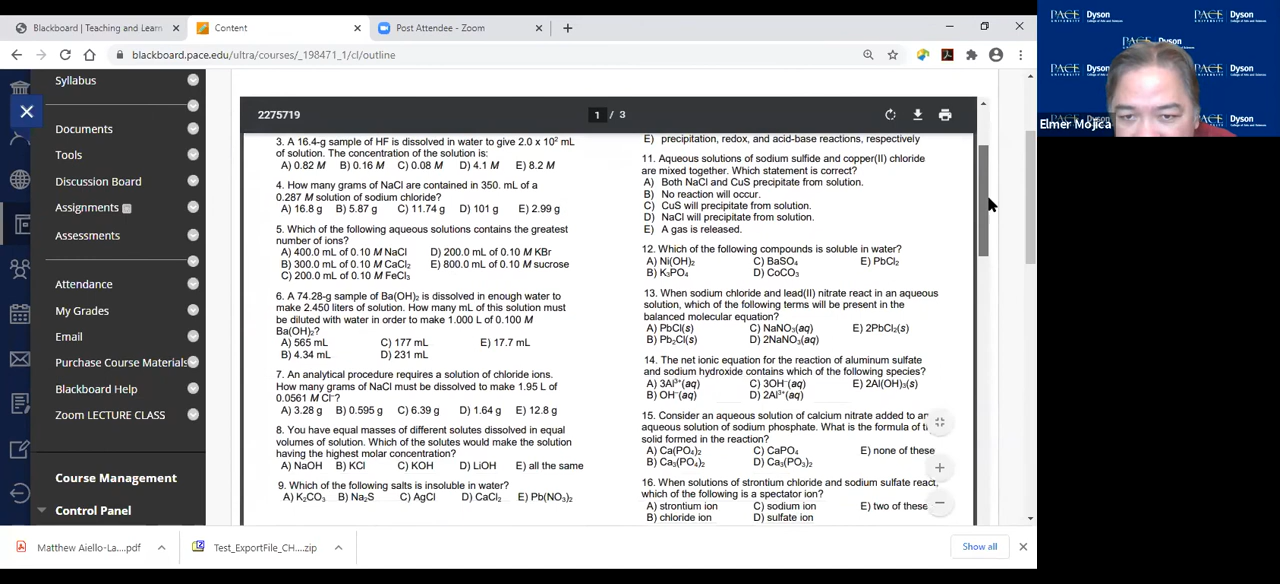 Blackboard | Teaching and Learn
Content
Post Attendee - Zoom
blackboard.pace.edu/ultra/courses/_198471_1/cl/outline
Syllabus
Documents
Tools
Discussion Board
Assignments
Assessments
Attendance
My Grades
Email
Purchase Course Materials
Blackboard Help
Zoom LECTURE CLASS
Course Management
Control Panel
2275719
1 / 3
3. A 16.4-g sample of HF is dissolved in water to give 2.0 x 10² mL
of solution. The concentration of the solution is:
A) 0.82 M B) 0.16 M C) 0.08 M D) 4.1 M E) 8.2 M
4. How many grams of NaCl are contained in 350. mL of a
0.287 M solution of sodium chloride?
A) 16.8 g B) 5.87 g C) 11.74 g D) 101 g E) 2.99 g
5. Which of the following aqueous solutions contains the greatest
number of ions?
A) 400.0 mL of 0.10 M NaCl D) 200.0 mL of 0.10 M KBr
B) 300.0 mL of 0.10 M CaCl₂ E) 800.0 mL of 0.10 M sucrose
C) 200.0 mL of 0.10 M FeCl₃
6. A 74.28-g sample of Ba(OH)₂ is dissolved in enough water to
make 2.450 liters of solution. How many mL of this solution must
be diluted with water in order to make 1.000 L of 0.100 M
Ba(OH)₂?
A) 565 mL C) 177 mL E) 17.7 mL
B) 4.34 mL D) 231 mL
7. An analytical procedure requires a solution of chloride ions.
How many grams of NaCl must be dissolved to make 1.95 L of
0.0561 M Cl⁻?
A) 3.28 g B) 0.595 g C) 6.39 g D) 1.64 g E) 12.8 g
8. You have equal masses of different solutes dissolved in equal
volumes of solution. Which of the solutes would make the solution
having the highest molar concentration?
A) NaOH B) KCl C) KOH D) LiOH E) all the same
9. Which of the following salts is insoluble in water?
A) K₂CO₃ B) Na₂S C) AgCl D) CaCl₂ E) Pb(NO₃)₂
E) precipitation, redox, and acid-base reactions, respectively
11. Aqueous solutions of sodium sulfide and copper(II) chloride
are mixed together. Which statement is correct?
A) Both NaCl and CuS precipitate from solution.
B) No reaction will occur.
C) CuS will precipitate from solution.
D) NaCl will precipitate from solution.
E) A gas is released.
12. Which of the following compounds is soluble in water?
A) Ni(OH)₂ C) BaSO₄ E) PbCl₂
B) K₃PO₄ D) CoCO₃
13. When sodium chloride and lead(II) nitrate react in an aqueous
solution, which of the following terms will be present in the
balanced molecular equation?
A) PbCl(s) C) NaNO₃(aq) E) 2PbCl₂(s)
B) Pb₂Cl(s) D) 2NaNO₃(aq)
14. The net ionic equation for the reaction of aluminum sulfate
and sodium hydroxide contains which of the following species?
A) 3Al³⁺(aq) C) 3OH⁻(aq) E) 2Al(OH)₃(s)
B) OH⁻(aq) D) 2Al³⁺(aq)
15. Consider an aqueous solution of calcium nitrate added to an
aqueous solution of sodium phosphate. What is the formula of
solid formed in the reaction?
A) Ca(PO₄)₂ C) CaPO₄ E) none of these
B) Ca₃(PO₄)₂ D) Ca₃(PO₃)₂
16. When solutions of strontium chloride and sodium sulfate react,
which of the following is a spectator ion?
A) strontium ion C) sodium ion E) two of these
B) chloride ion D) sulfate ion
Matthew Aiello-La....pdf
Test_ExportFile_CH....zip
Show all
PACE Dyson
PACE Dyson
PACE Dyson
PACE Dyson
Dyson
Elmer Mojica